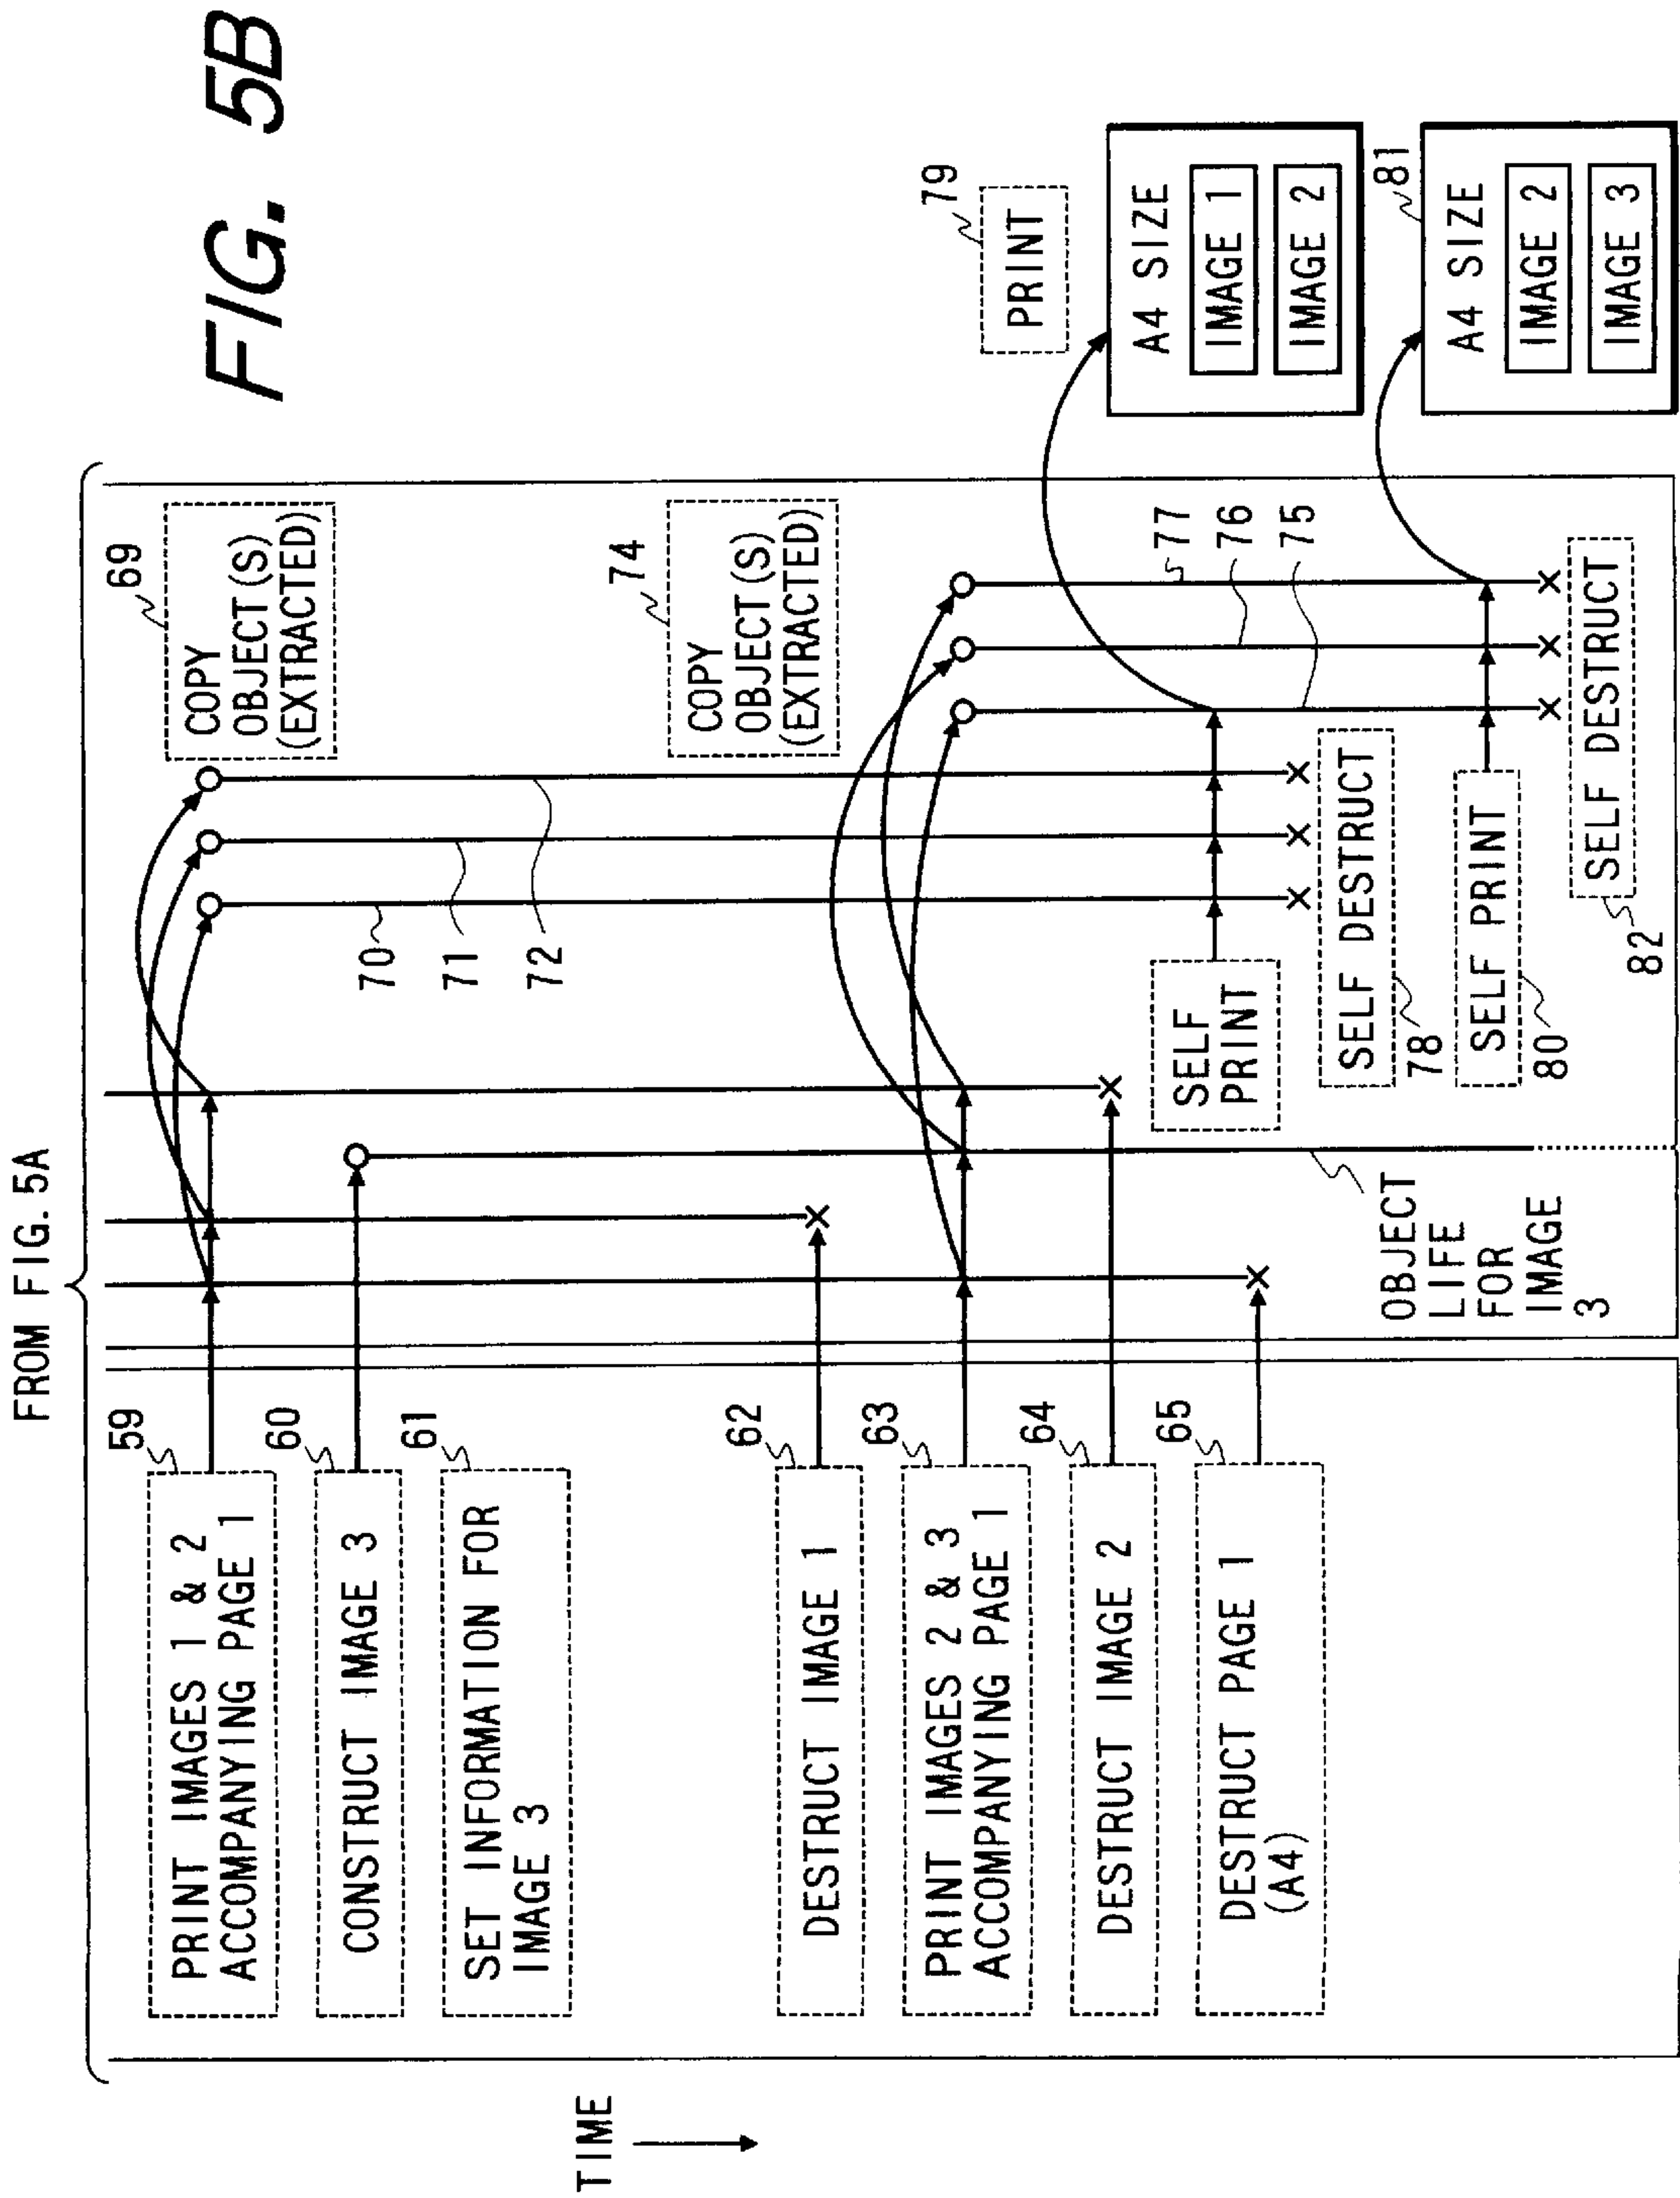 FIG. 5B
FROM FIG. 5A
TIME
59
PRINT IMAGES 1 & 2
ACCOMPANYING PAGE 1
60
CONSTRUCT IMAGE 3
61
SET INFORMATION FOR
IMAGE 3
62
DESTRUCT IMAGE 1
63
PRINT IMAGES 2 & 3
ACCOMPANYING PAGE 1
64
DESTRUCT IMAGE 2
65
DESTRUCT PAGE 1
(A4)
69
COPY
OBJECT(S)
(EXTRACTED)
70
71
72
74
COPY
OBJECT(S)
(EXTRACTED)
77
76
75
SELF
PRINT
SELF DESTRUCT
78
SELF PRINT
80
SELF DESTRUCT
82
OBJECT
LIFE
FOR
IMAGE
3
79
PRINT
A4 SIZE
IMAGE 1
IMAGE 2
81
A4 SIZE
IMAGE 2
IMAGE 3